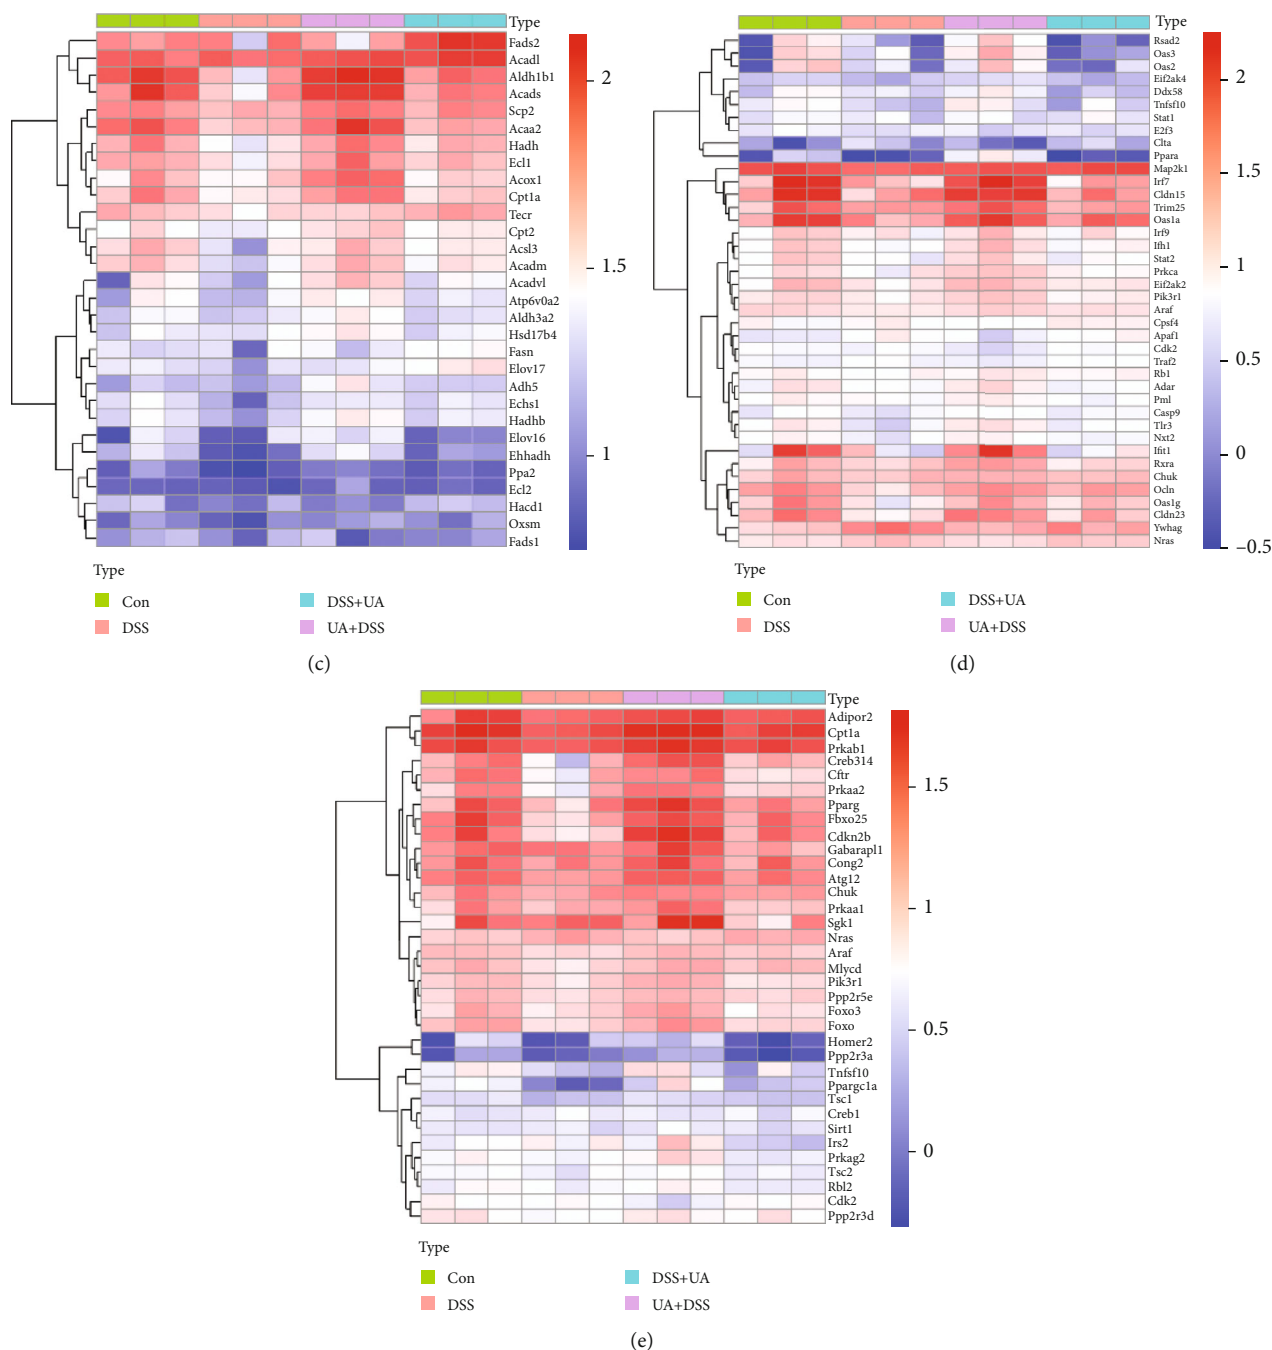 Type
Fads2
Acadl
Aldh1b1
Acads
Scp2
Acaa2
Hadh
Ecl1
Acox1
Cpt1a
Tecr
Cpt2
Acsl3
Acadm
Acadvl
Atp6v0a2
Aldh3a2
Hsd17b4
Fasn
Elov17
Adh5
Echs1
Hadhb
Elov16
Ehhadh
Ppa2
Ecl2
Hacd1
Oxsm
Fads1
2
1.5
1
Type
Con
DSS
DSS+UA
UA+DSS
(c)
Type
Rsad2
Oas3
Oas2
Eif2ak4
Ddx58
Tnfsf10
Stat1
E2f3
Clta
Ppara
Map2k1
Irf7
Cldn15
Trim25
Oas1a
Irf9
Ifh1
Stat2
Prkca
Eif2ak2
Pik3r1
Araf
Cpsf4
Apaf1
Cdk2
Traf2
Rb1
Adar
Pml
Casp9
Tlr3
Nxt2
Ifit1
Rxra
Chuk
Ocln
Oas1g
Cldn23
Ywhag
Nras
2
1.5
1
0.5
0
–0.5
Type
Con
DSS
DSS+UA
UA+DSS
(d)
Type
Adipor2
Cpt1a
Prkab1
Creb314
Cftr
Prkaa2
Pparg
Fbxo25
Cdkn2b
Gabarapl1
Cong2
Atg12
Chuk
Prkaa1
Sgk1
Nras
Araf
Mlycd
Pik3r1
Ppp2r5e
Foxo3
Foxo
Homer2
Ppp2r3a
Tnfsf10
Ppargc1a
Tsc1
Creb1
Sirt1
Irs2
Prkag2
Tsc2
Rbl2
Cdk2
Ppp2r3d
1.5
1
0.5
0
Type
Con
DSS
DSS+UA
UA+DSS
(e)